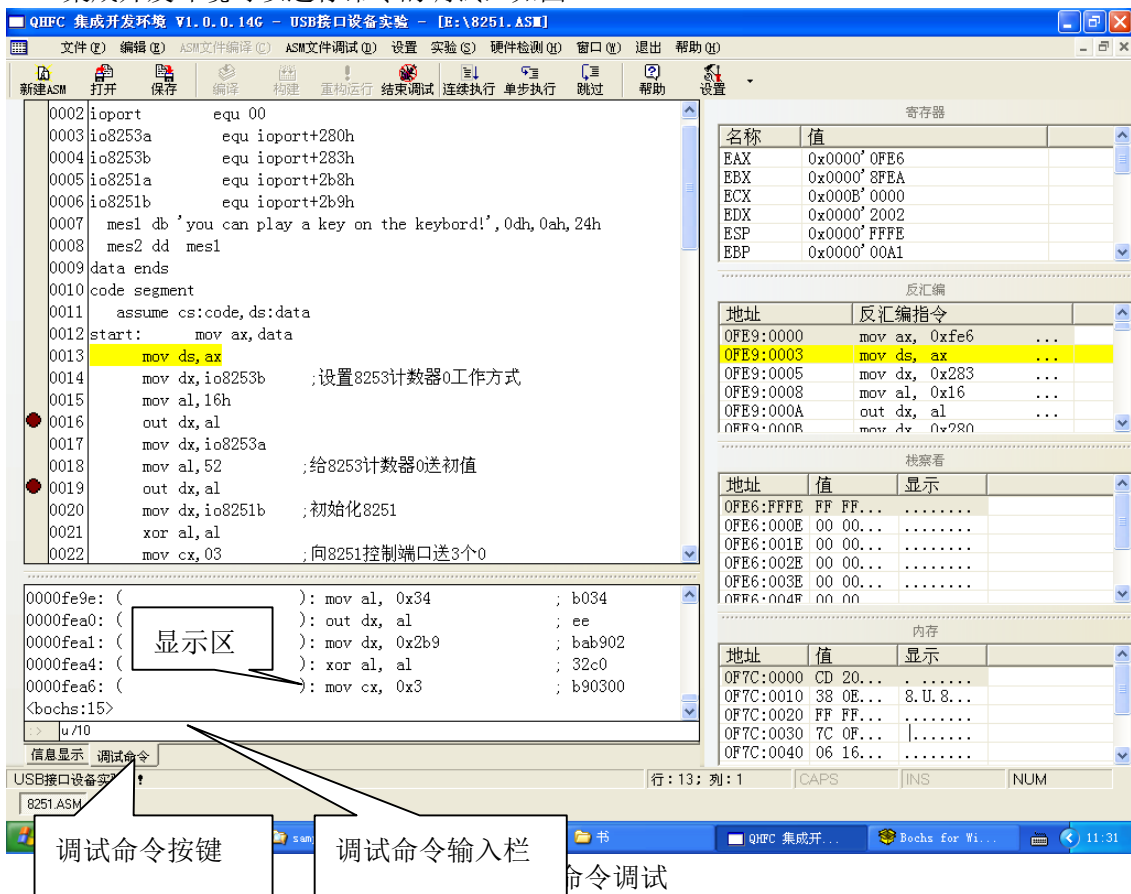 QHFC 集成开发环境 V1.0.0.14G - USB接口设备实验 - [E:\8251.ASM]
文件(F) 编辑(E) ASM文件编译(C) ASM文件调试(D) 设置 实验(S) 硬件检测(H) 窗口(W) 退出 帮助(H)
新建ASM 打开 保存 编译 构建 重构运行 结束调试 连续执行 单步执行 跳过 帮助 设置
0002 ioport equ 00
0003 io8253a equ ioport+280h
0004 io8253b equ ioport+283h
0005 io8251a equ ioport+2b8h
0006 io8251b equ ioport+2b9h
0007 mes1 db 'you can play a key on the keybord!',0dh,0ah,24h
0008 mes2 dd mes1
0009 data ends
0010 code segment
0011 assume cs:code,ds:data
0012 start: mov ax,data
0013 mov ds,ax
0014 mov dx,io8253b ;设置8253计数器0工作方式
0015 mov al,16h
0016 out dx,al
0017 mov dx,io8253a
0018 mov al,52 ;给8253计数器0送初值
0019 out dx,al
0020 mov dx,io8251b ;初始化8251
0021 xor al,al
0022 mov cx,03 ;向8251控制端口送3个0
0000fe9e: ( ): mov al, 0x34 ; b034
0000fea0: ( ): out dx, al ; ee
0000fea1: ( ): mov dx, 0x2b9 ; bab902
0000fea4: ( ): xor al, al ; 32c0
0000fea6: ( ): mov cx, 0x3 ; b90300
<bochs:15>
:> u /10
显示区
信息显示 调试命令
寄存器
名称 值
EAX 0x0000'0FE6
EBX 0x0000'8FEA
ECX 0x000B'0000
EDX 0x0000'2002
ESP 0x0000'FFFE
EBP 0x0000'00A1
反汇编
地址 反汇编指令
0FE9:0000 mov ax, 0xfe6 ...
0FE9:0003 mov ds, ax ...
0FE9:0005 mov dx, 0x283 ...
0FE9:0008 mov al, 0x16 ...
0FE9:000A out dx, al ...
0FE9:000B mov dx, 0x280
栈察看
地址 值 显示
0FE6:FFFE FF FF... ........
0FE6:000E 00 00... ........
0FE6:001E 00 00... ........
0FE6:002E 00 00... ........
0FE6:003E 00 00... ........
0FE6:004E 00 00
内存
地址 值 显示
0F7C:0000 CD 20... . ......
0F7C:0010 38 0E... 8.U.8...
0F7C:0020 FF FF... ........
0F7C:0030 7C 0F... |.......
0F7C:0040 06 16... ........
行:13; 列:1 CAPS INS NUM
8251.ASM
书 QHFC 集成开... Bochs for Wi... 11:31
调试命令按键
调试命令输入栏
命令调试